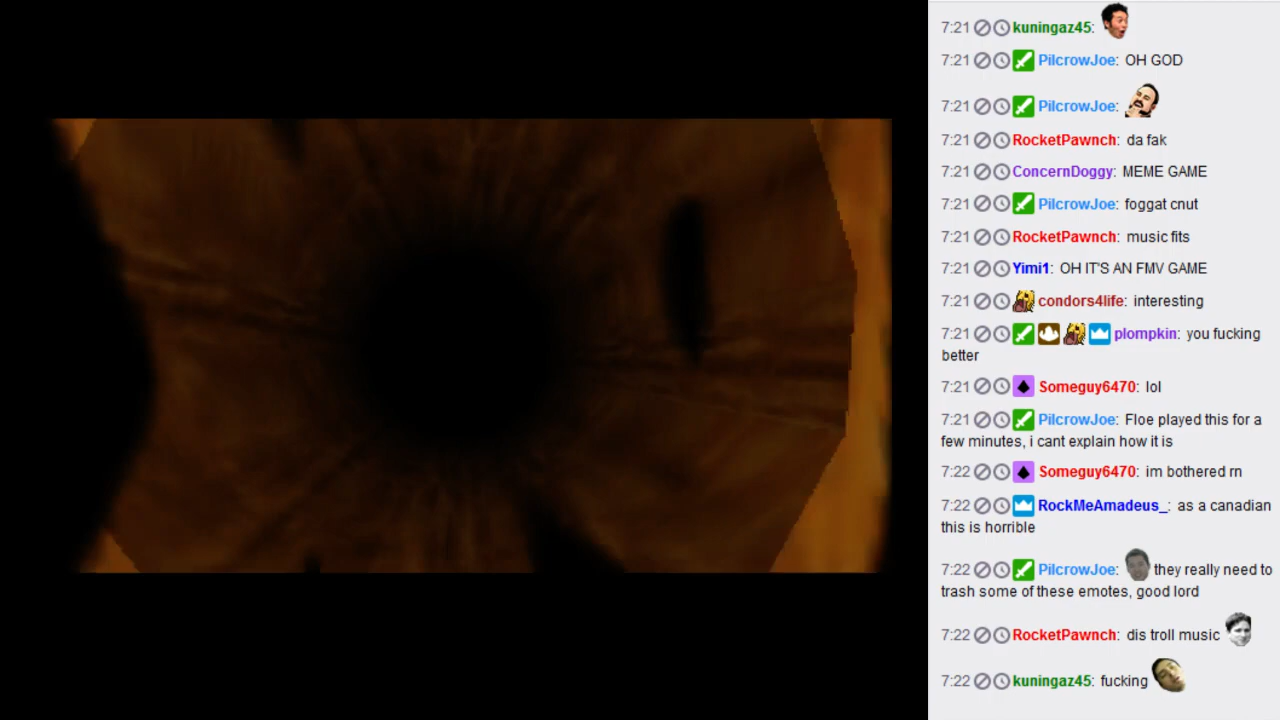 7:21 kuningaz45:
7:21 PilcrowJoe: OH GOD
7:21 PilcrowJoe:
7:21 RocketPawnch: da fak
7:21 ConcernDoggy: MEME GAME
7:21 PilcrowJoe: foggat cnut
7:21 RocketPawnch: music fits
7:21 Yimi1: OH IT'S AN FMV GAME
7:21 condors4life: interesting
7:21 plompkin: you fucking
better
7:21 Someguy6470: lol
7:21 PilcrowJoe: Floe played this for a
few minutes, i cant explain how it is
7:22 Someguy6470: im bothered rn
7:22 RockMeAmadeus_: as a canadian
this is horrible
7:22 PilcrowJoe: they really need to
trash some of these emotes, good lord
7:22 RocketPawnch: dis troll music
7:22 kuningaz45: fucking